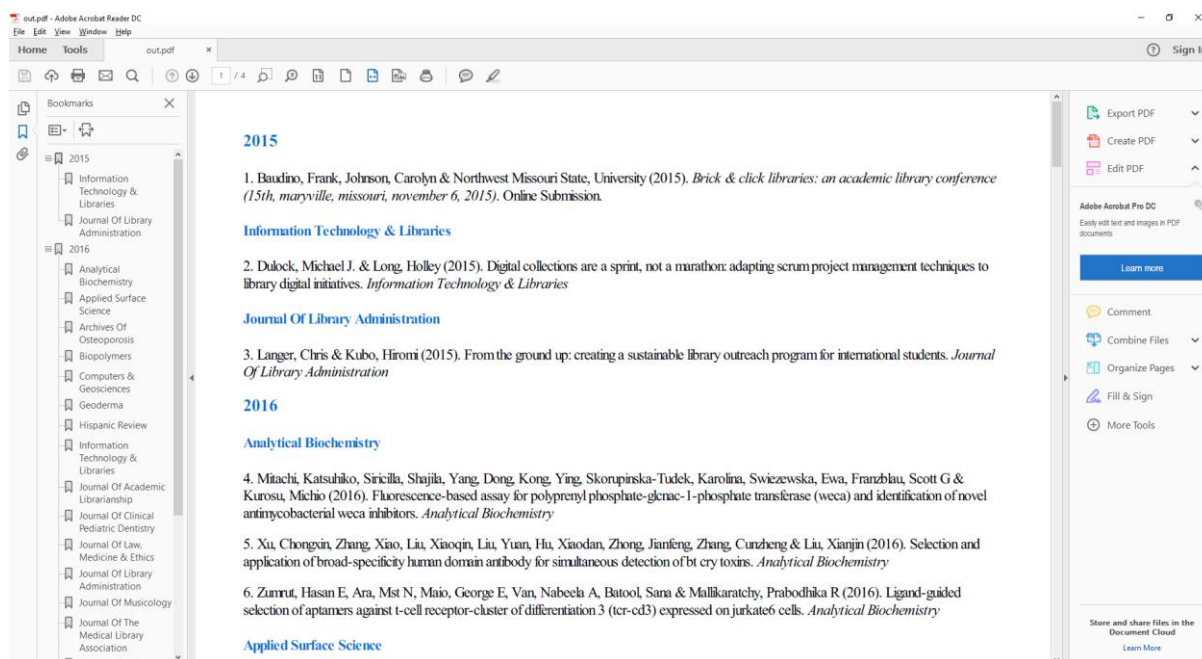 out.pdf - Adobe Acrobat Reader DC
File Edit View Window Help
Home Tools out.pdf × Sign In
1 / 4
Bookmarks
2015
Information
Technology &
Libraries
Journal Of Library
Administration
2016
Analytical
Biochemistry
Applied Surface
Science
Archives Of
Osteoporosis
Biopolymers
Computers &
Geosciences
Geoderma
Hispanic Review
Information
Technology &
Libraries
Journal Of Academic
Librarianship
Journal Of Clinical
Pediatric Dentistry
Journal Of Law,
Medicine & Ethics
Journal Of Library
Administration
Journal Of Musicology
Journal Of The
Medical Library
Association
2015
1. Baudino, Frank, Johnson, Carolyn & Northwest Missouri State, University (2015). Brick & click libraries: an academic library conference
(15th, maryville, missouri, november 6, 2015). Online Submission.
Information Technology & Libraries
2. Dulock, Michael J. & Long, Holley (2015). Digital collections are a sprint, not a marathon: adapting scrum project management techniques to
library digital initiatives. Information Technology & Libraries
Journal Of Library Administration
3. Langer, Chris & Kubo, Hiromi (2015). From the ground up: creating a sustainable library outreach program for international students. Journal
Of Library Administration
2016
Analytical Biochemistry
4. Mitachi, Katsuhiko, Siricilla, Shajila, Yang, Dong, Kong, Ying, Skorupinska-Tudek, Karolina, Swiezewska, Ewa, Franzblau, Scott G &
Kurosu, Michio (2016). Fluorescence-based assay for polyprenyl phosphate-glcnac-1-phosphate transferase (weca) and identification of novel
antimycobacterial weca inhibitors. Analytical Biochemistry
5. Xu, Chongxin, Zhang, Xiao, Liu, Xiaoqin, Liu, Yuan, Hu, Xiaodan, Zhong, Jianfeng, Zhang, Cunzheng & Liu, Xianjin (2016). Selection and
application of broad-specificity human domain antibody for simultaneous detection of bt cry toxins. Analytical Biochemistry
6. Zumrut, Hasan E, Ara, Mst N, Maio, George E, Van, Nabeela A, Batool, Sana & Mallikaratchy, Prabodhika R (2016). Ligand-guided
selection of aptamers against t-cell receptor-cluster of differentiation 3 (tcr-cd3) expressed on jurkate6 cells. Analytical Biochemistry
Applied Surface Science
Export PDF
Create PDF
Edit PDF
Adobe Acrobat Pro DC
Easily edit text and images in PDF
documents
Learn more
Comment
Combine Files
Organize Pages
Fill & Sign
More Tools
Store and share files in the
Document Cloud
Learn More